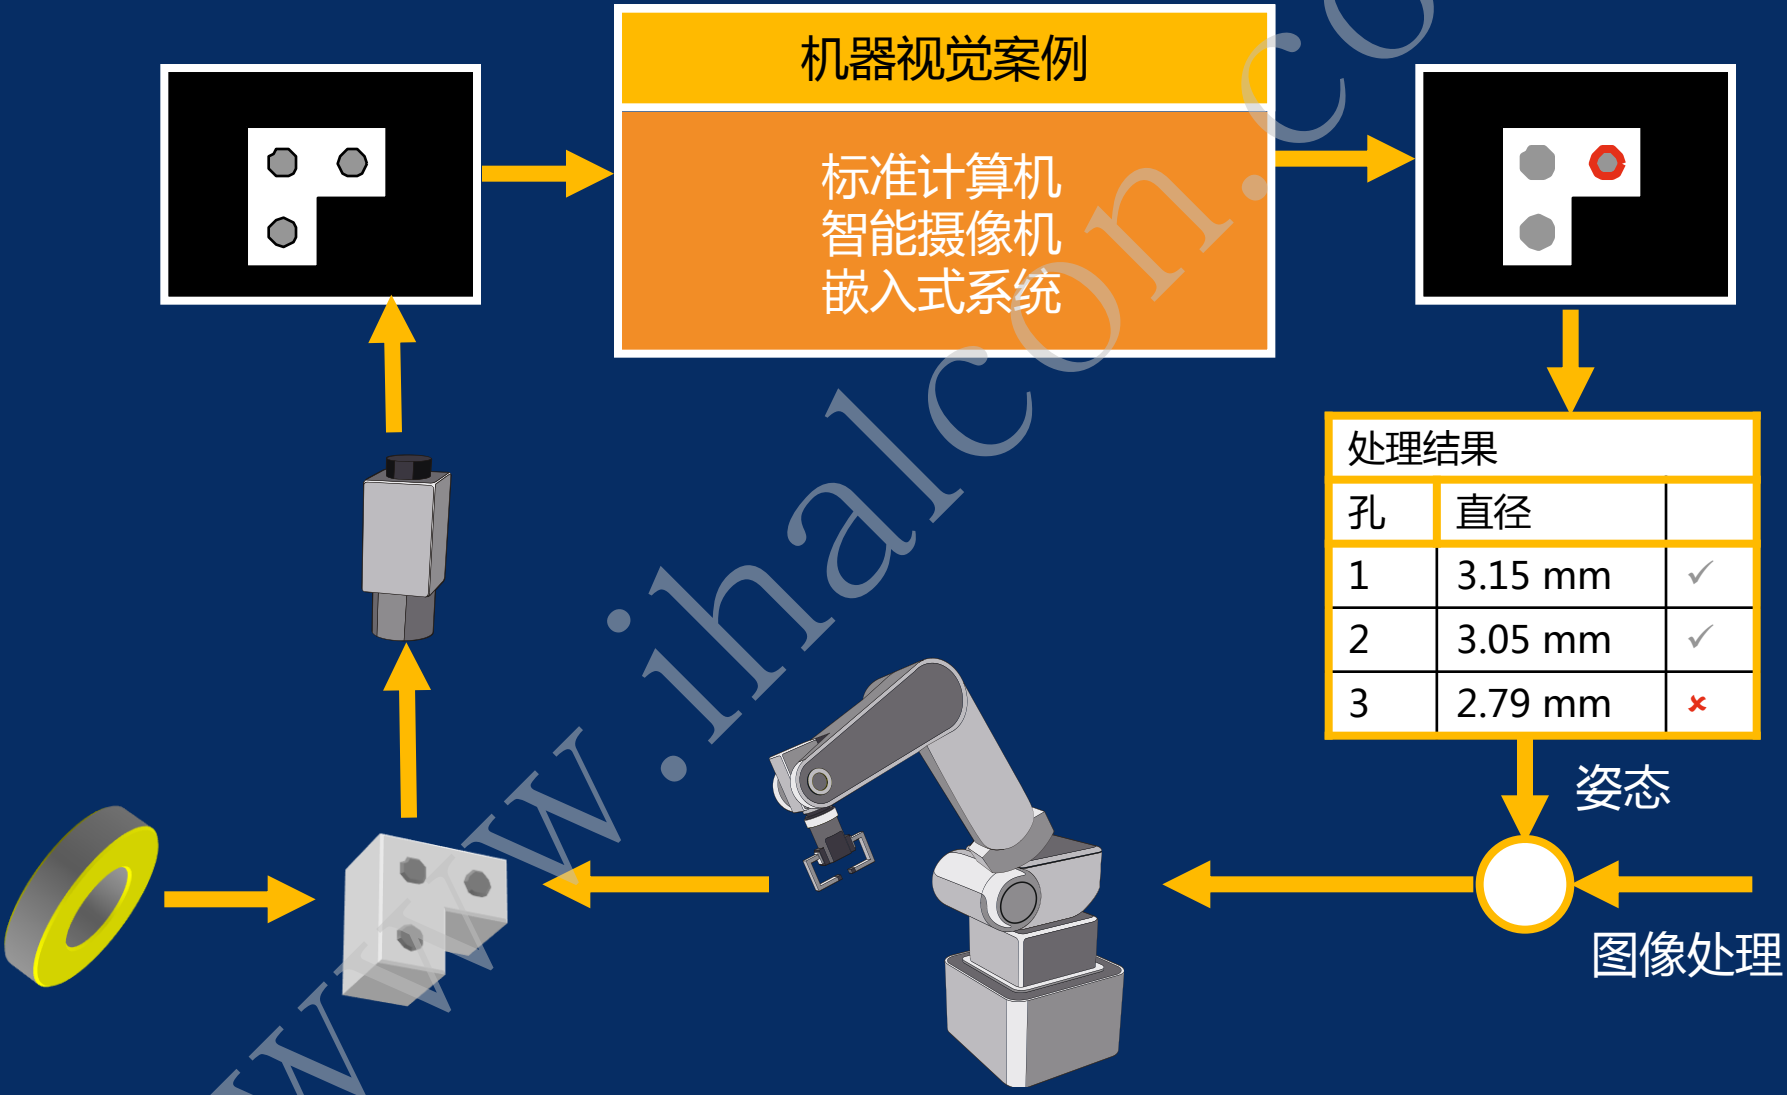 机器视觉案例
标准计算机
智能摄像机
嵌入式系统
处理结果
孔 直径
1 3.15 mm ✓
2 3.05 mm ✓
3 2.79 mm ×
姿态
图像处理
www.ihalcon.co